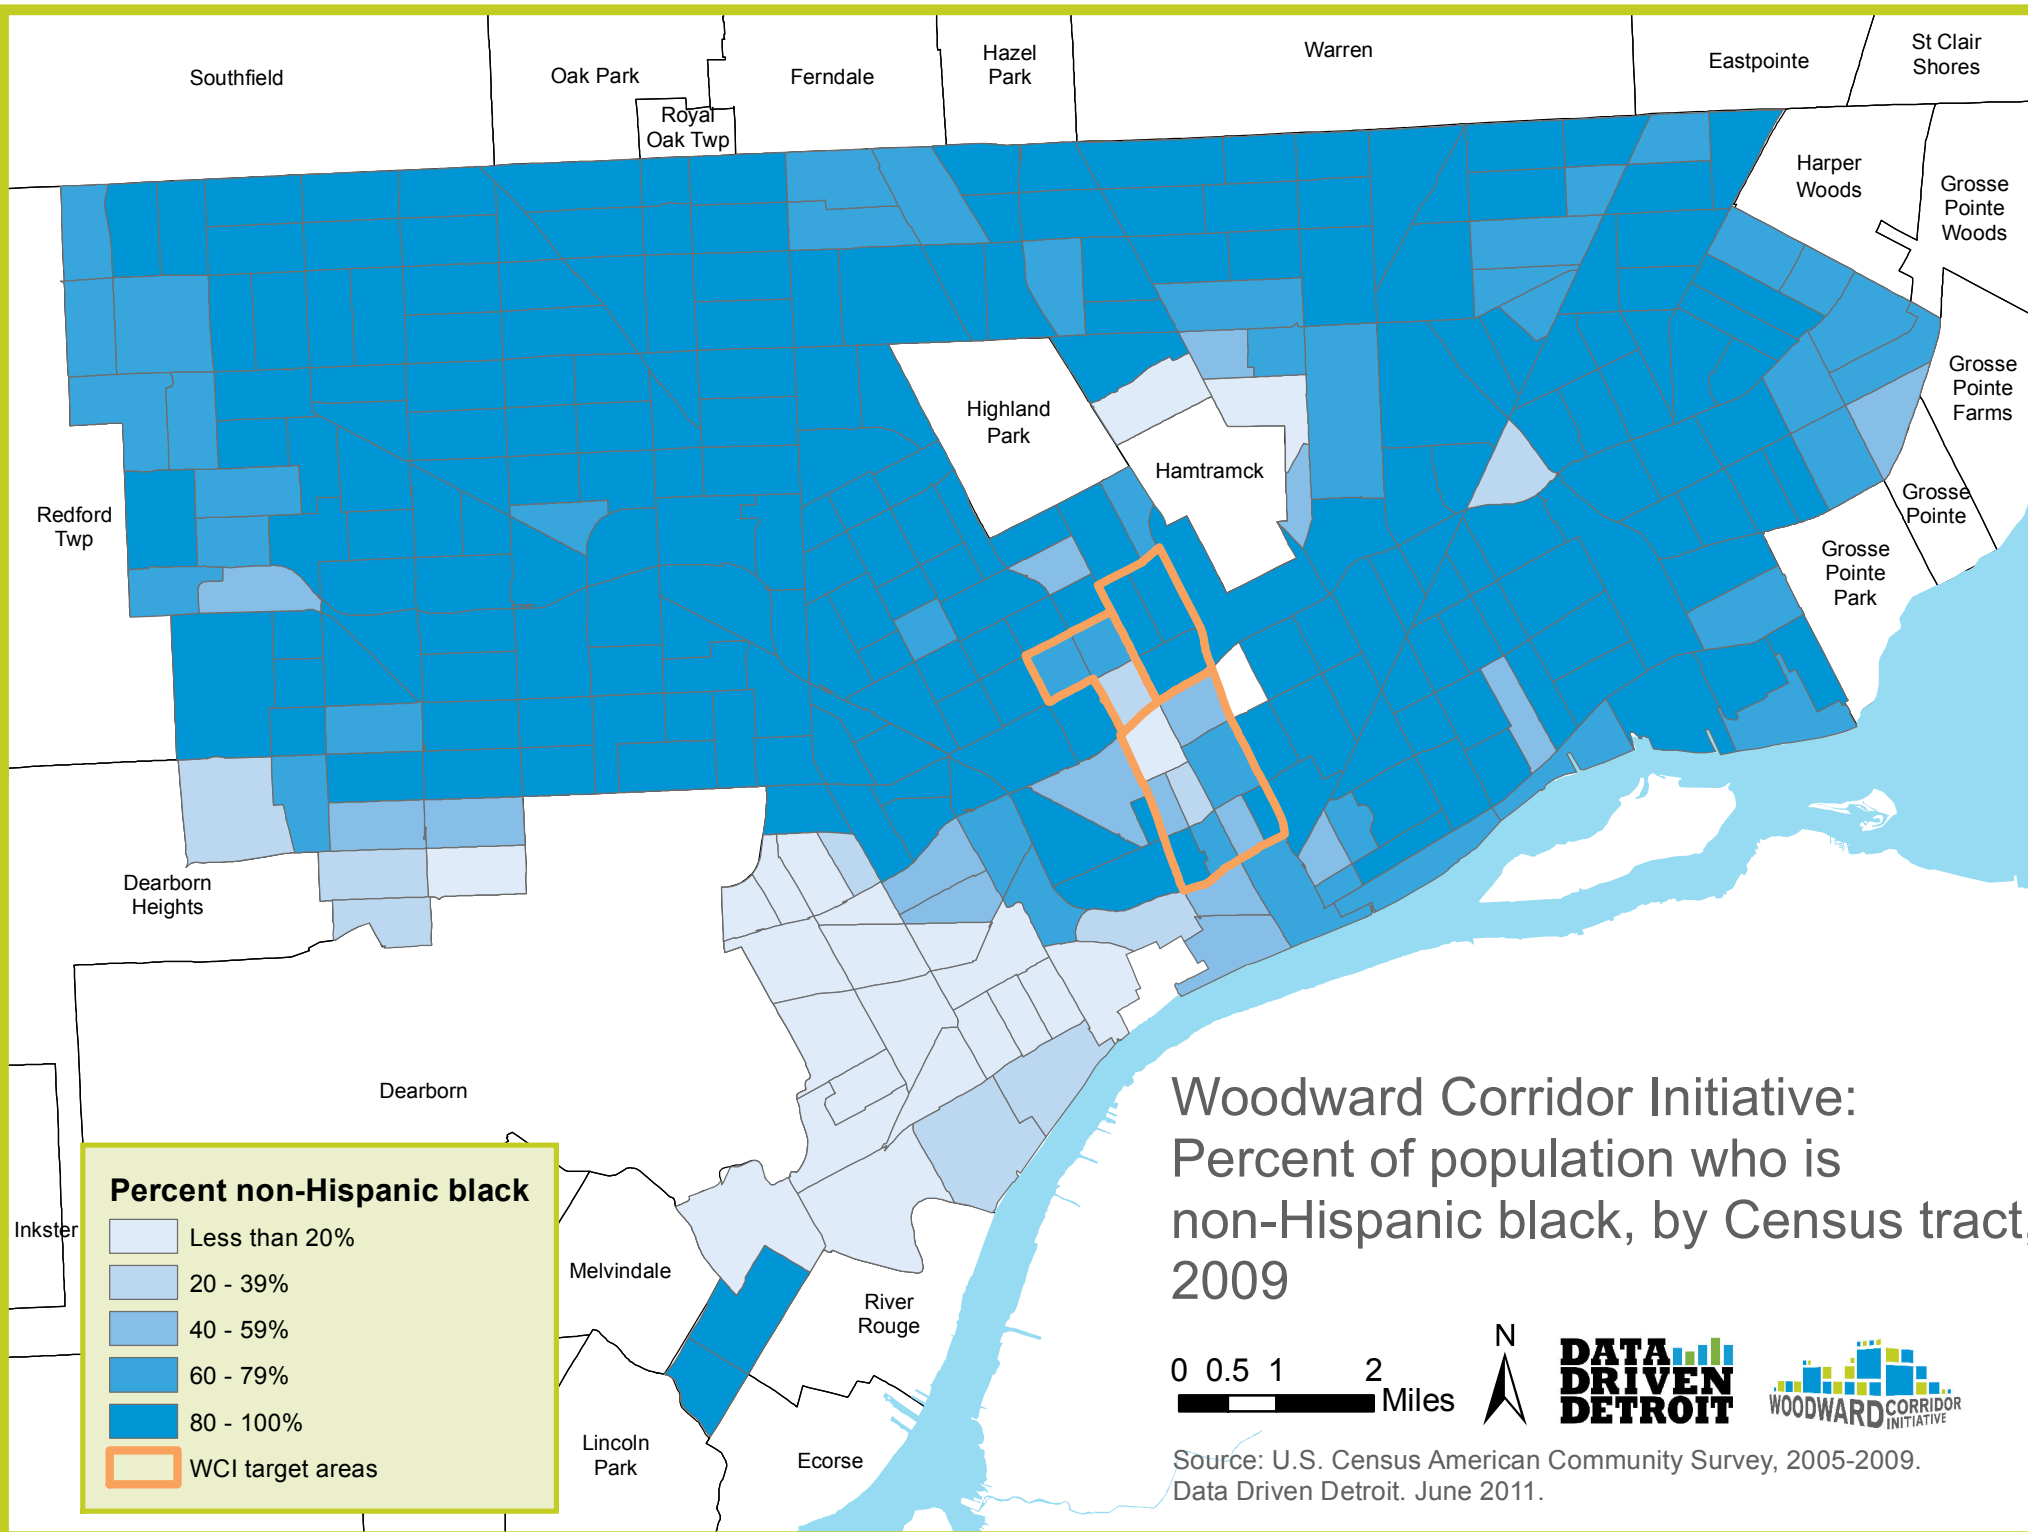 Southfield
Oak Park
Ferndale
Hazel
Park
Warren
Eastpointe
St Clair
Shores
Royal
Oak Twp
Harper
Woods
Grosse
Pointe
Woods
Grosse
Pointe
Farms
Highland
Park
Hamtramck
Redford
Twp
Grosse
Pointe
Grosse
Pointe
Park
Dearborn
Heights
Dearborn
Inkster
Melvindale
River
Rouge
Lincoln
Park
Ecorse
Percent non-Hispanic black
Less than 20%
20 - 39%
40 - 59%
60 - 79%
80 - 100%
WCI target areas
Woodward Corridor Initiative:
Percent of population who is
non-Hispanic black, by Census tract,
2009
0 0.5 1 2
Miles
N
DATA
DRIVEN
DETROIT
WOODWARD CORRIDOR
INITIATIVE
Source: U.S. Census American Community Survey, 2005-2009.
Data Driven Detroit. June 2011.